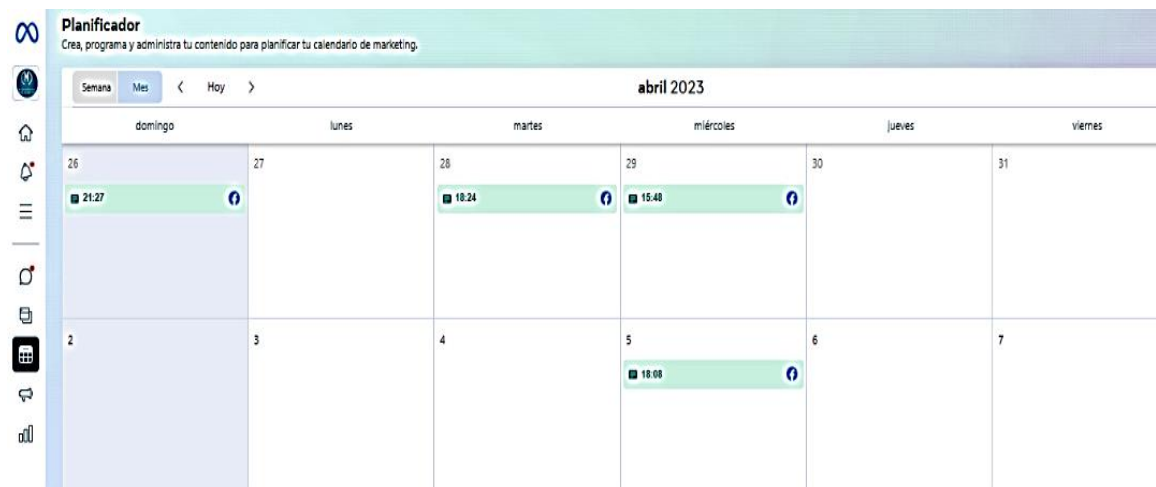 Planificador
Crea, programa y administra tu contenido para planificar tu calendario de marketing.
Semana Mes Hoy abril 2023
domingo lunes martes miércoles jueves viernes
26 27 28 29 30 31
21:27 18:24 15:48
2 3 4 5 6 7
18:08